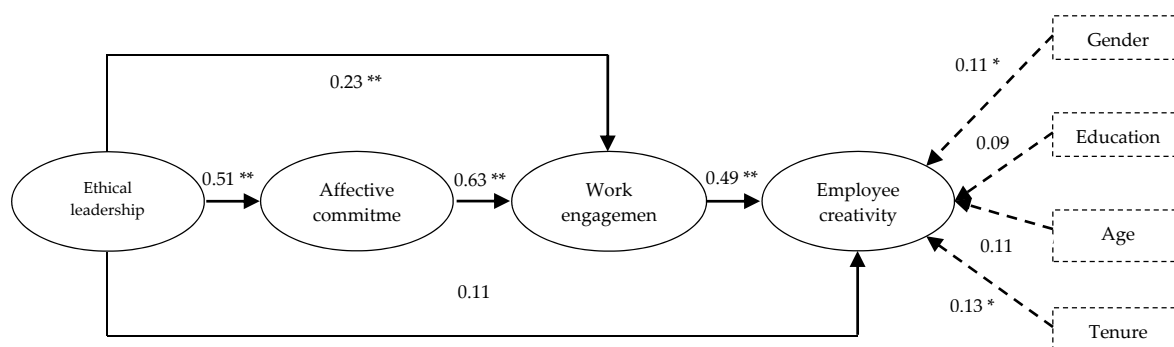 Gender
0.11 *
0.23 **
Education
0.09
Ethical
leadership
0.51 **
Affective
commitme
0.63 **
Work
engagemen
0.49 **
Employee
creativity
Age
0.11
0.11
0.13 *
Tenure